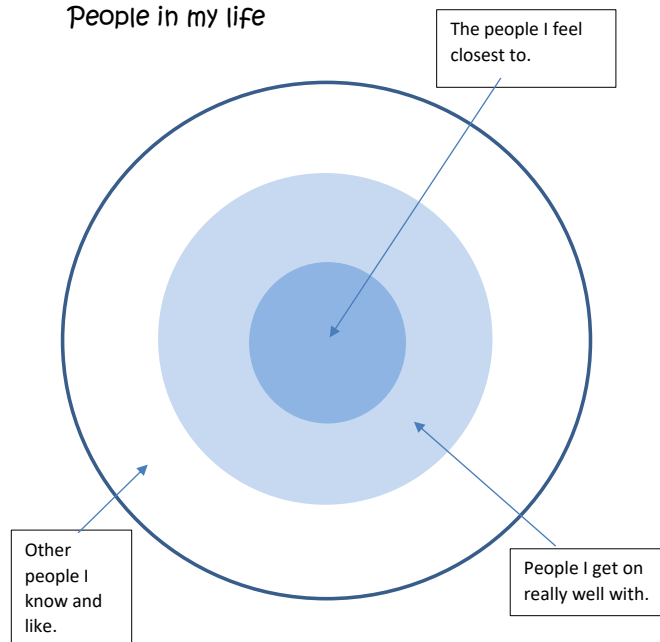 People in my life
The people I feel
closest to.
Other
people I
know and
like.
People I get on
really well with.